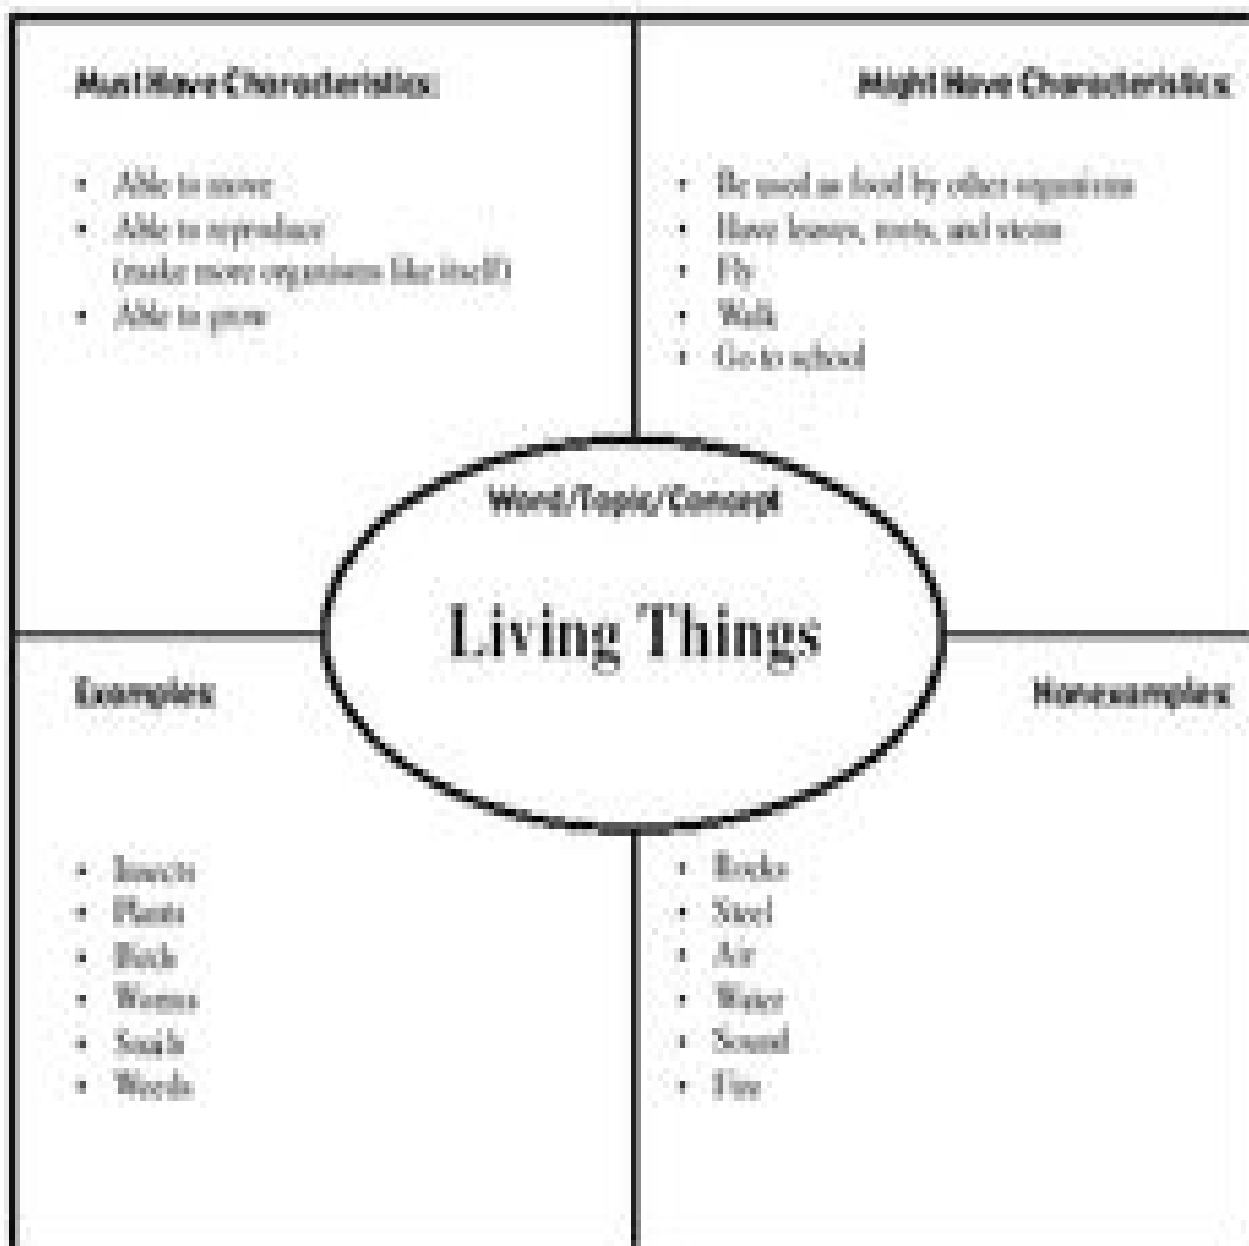 Must Have Characteristics:
• Able to move
• Able to reproduce
(make more organisms like itself)
• Able to grow
Might Have Characteristics:
• Be used as food by other organisms
• Have leaves, roots, and stems
• Fly
• Walk
• Go to school
Word/Topic/Concept
Living Things
Examples:
• Insects
• Plants
• Birds
• Worms
• Snails
• Weeds
Nonexamples:
• Rocks
• Steel
• Air
• Water
• Sound
• Fire